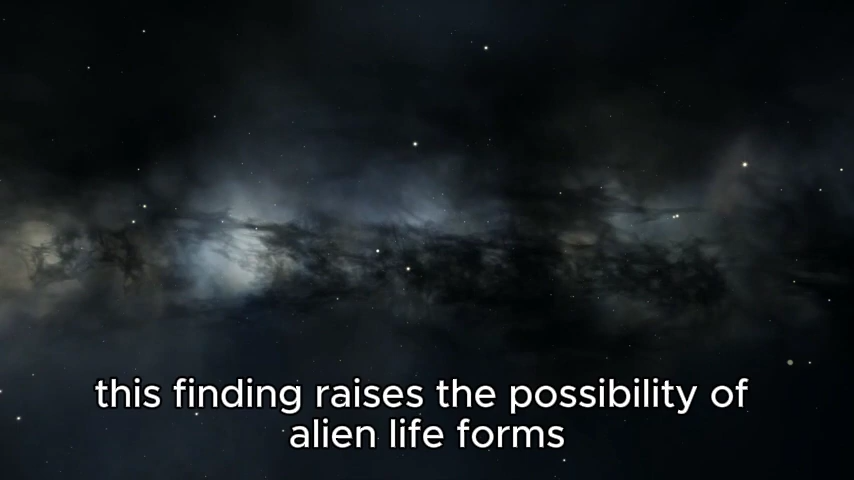 this finding raises the possibility of
alien life forms